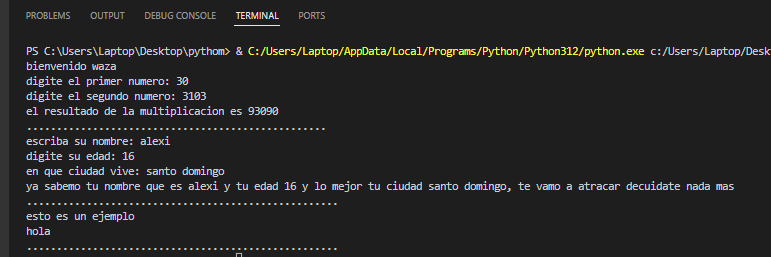 PROBLEMS OUTPUT DEBUG CONSOLE TERMINAL PORTS
PS C:\Users\Laptop\Desktop\pythom> & C:/Users/Laptop/AppData/Local/Programs/Python/Python312/python.exe c:/Users/Laptop/Desk
bienvenido waza
digite el primer numero: 30
digite el segundo numero: 3103
el resultado de la multiplicacion es 93090
..................................................
escriba su nombre: alexi
digite su edad: 16
en que ciudad vive: santo domingo
ya sabemo tu nombre que es alexi y tu edad 16 y lo mejor tu ciudad santo domingo, te vamo a atracar decuidate nada mas
....................................................
esto es un ejemplo
hola
....................................................